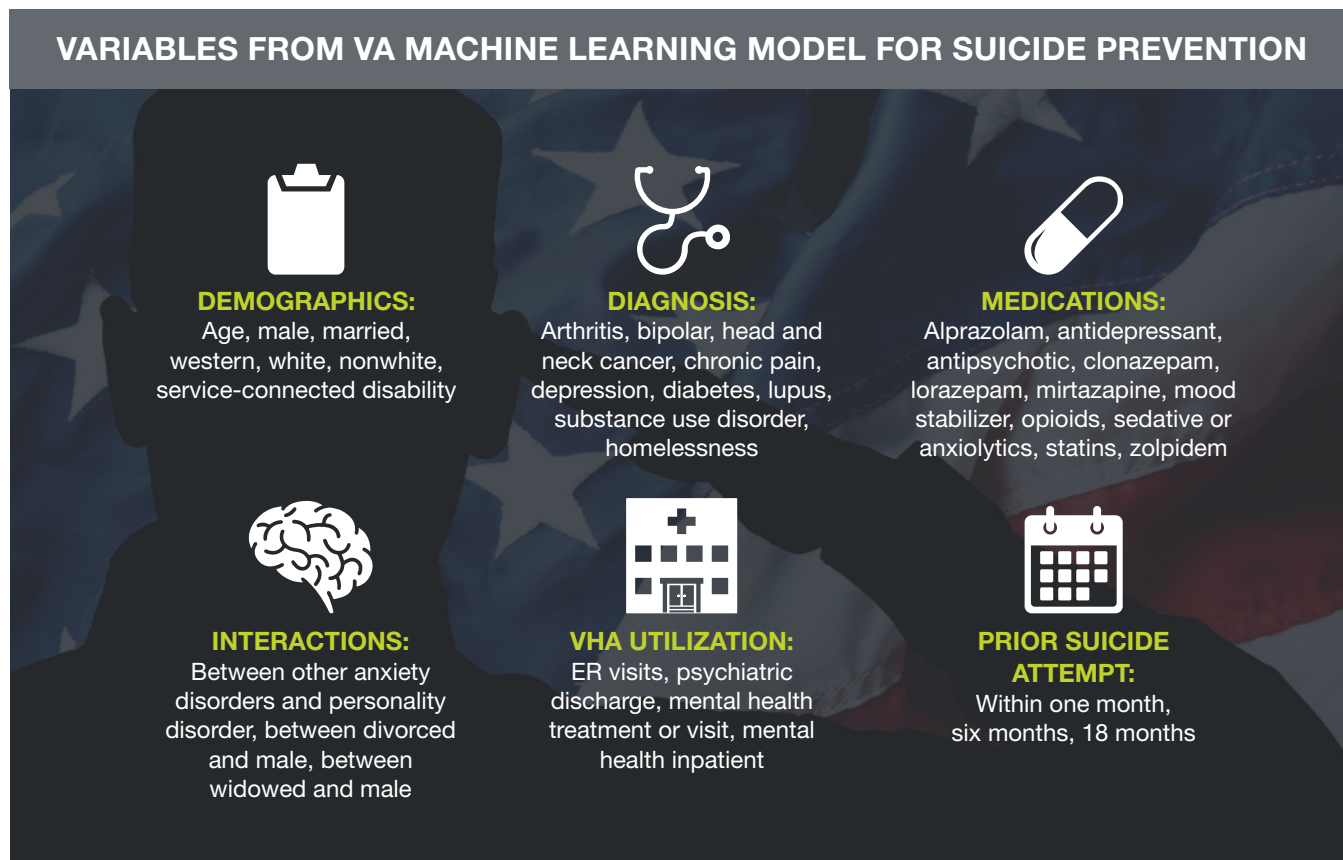 VARIABLES FROM VA MACHINE LEARNING MODEL FOR SUICIDE PREVENTION
DEMOGRAPHICS:
Age, male, married,
western, white, nonwhite,
service-connected disability
DIAGNOSIS:
Arthritis, bipolar, head and
neck cancer, chronic pain,
depression, diabetes, lupus,
substance use disorder,
homelessness
MEDICATIONS:
Alprazolam, antidepressant,
antipsychotic, clonazepam,
lorazepam, mirtazapine, mood
stabilizer, opioids, sedative or
anxiolytics, statins, zolpidem
INTERACTIONS:
Between other anxiety
disorders and personality
disorder, between divorced
and male, between
widowed and male
VHA UTILIZATION:
ER visits, psychiatric
discharge, mental health
treatment or visit, mental
health inpatient
PRIOR SUICIDE
ATTEMPT:
Within one month,
six months, 18 months